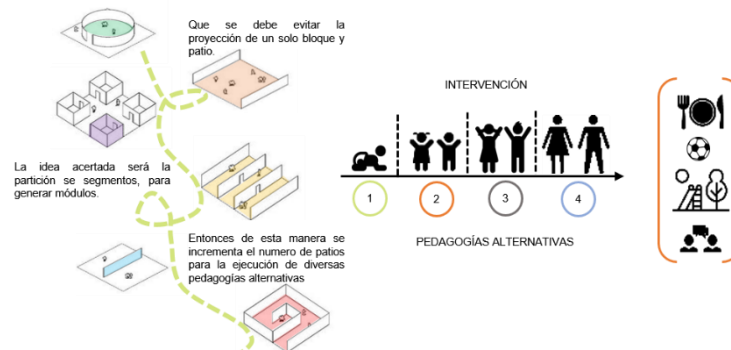 Que se debe evitar la
proyección de un solo bloque y
patio.
La idea acertada será la
partición se segmentos, para
generar módulos.
Entonces de esta manera se
incrementa el numero de patios
para la ejecución de diversas
pedagogías alternativas
INTERVENCIÓN
1
2
3
4
PEDAGOGÍAS ALTERNATIVAS